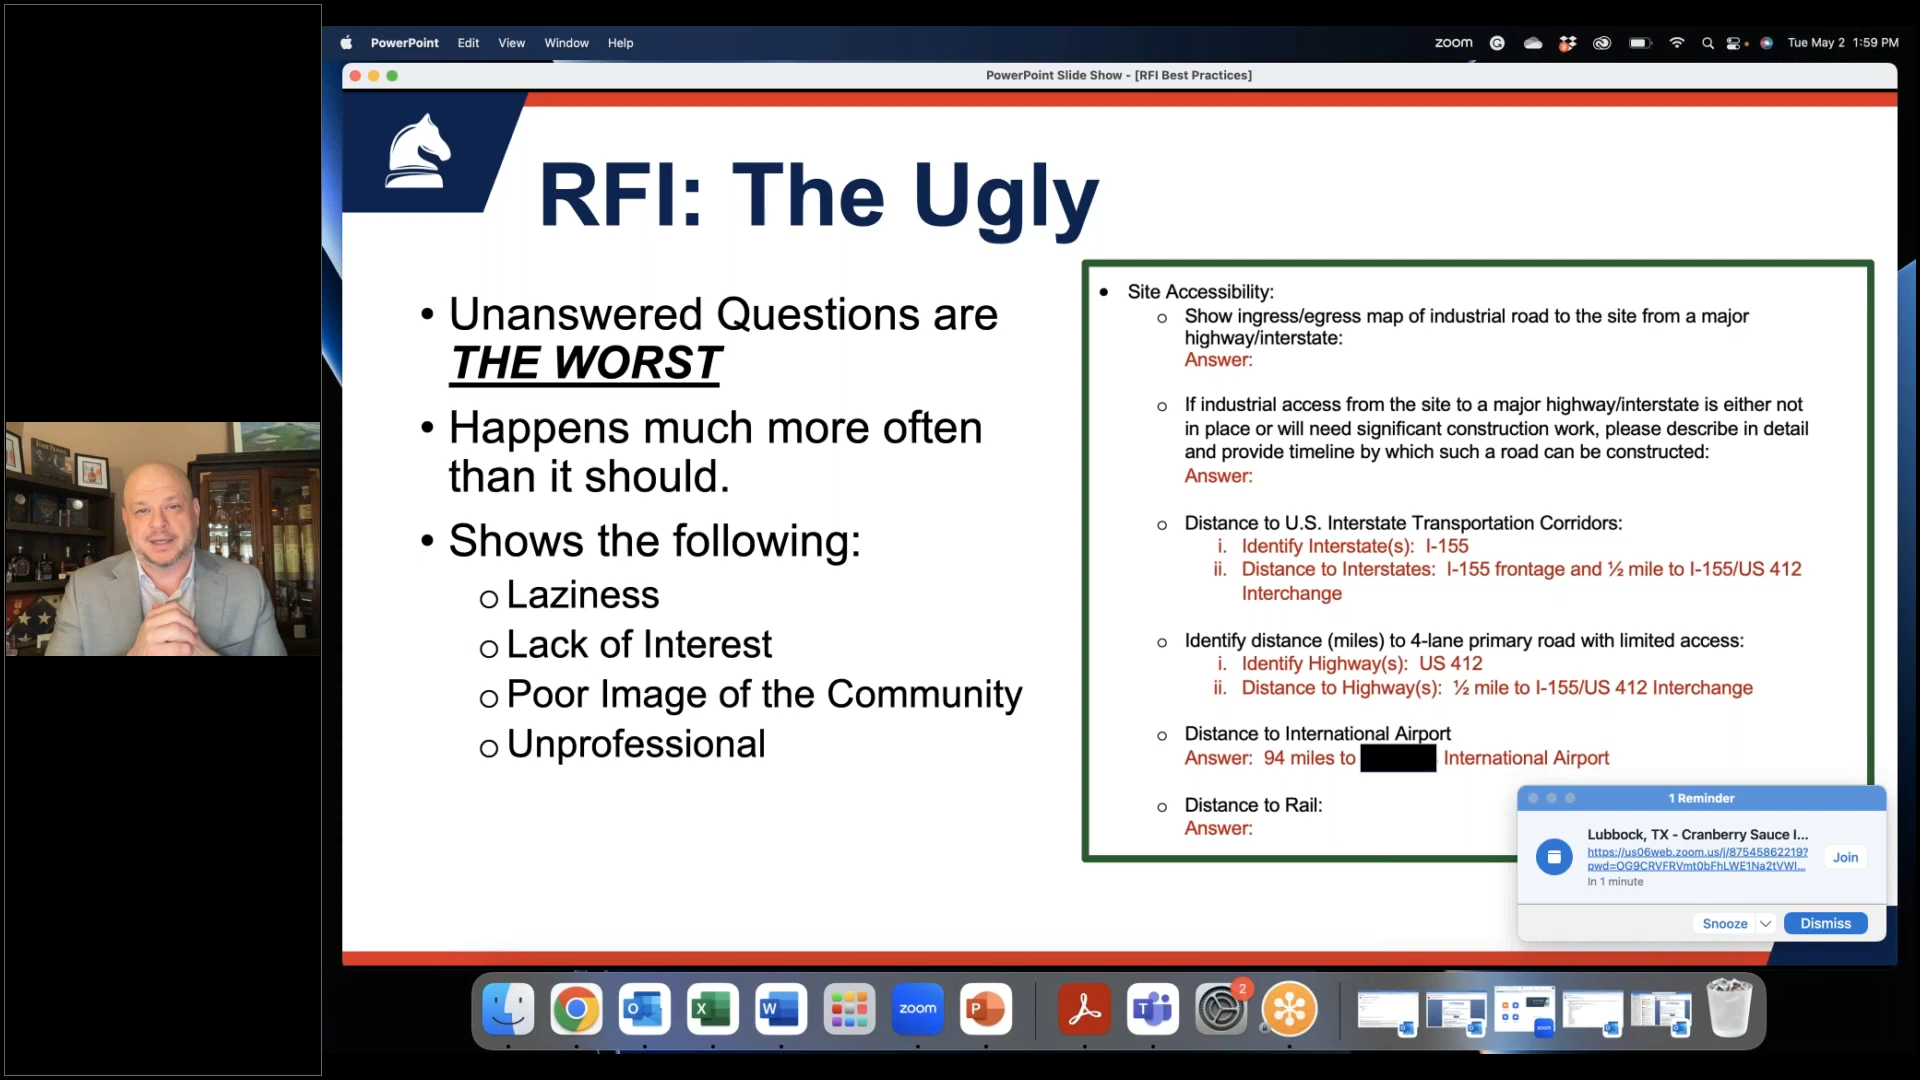 PowerPoint Edit View Window Help
zoom Tue May 2 1:59 PM
PowerPoint Slide Show - [RFI Best Practices]
RFI: The Ugly
• Unanswered Questions are
THE WORST
• Happens much more often
than it should.
• Shows the following:
o Laziness
o Lack of Interest
o Poor Image of the Community
o Unprofessional
• Site Accessibility:
o Show ingress/egress map of industrial road to the site from a major
highway/interstate:
Answer:
o If industrial access from the site to a major highway/interstate is either not
in place or will need significant construction work, please describe in detail
and provide timeline by which such a road can be constructed:
Answer:
o Distance to U.S. Interstate Transportation Corridors:
i. Identify Interstate(s): I-155
ii. Distance to Interstates: I-155 frontage and ½ mile to I-155/US 412
Interchange
o Identify distance (miles) to 4-lane primary road with limited access:
i. Identify Highway(s): US 412
ii. Distance to Highway(s): ½ mile to I-155/US 412 Interchange
o Distance to International Airport
Answer: 94 miles to International Airport
o Distance to Rail:
Answer:
1 Reminder
Lubbock, TX - Cranberry Sauce I...
https://us06web.zoom.us/j/87545862219?
pwd=OG9CRVFRVmt0bFhLWE1Na2tVWl...
In 1 minute
Join
Snooze
Dismiss
O X W zoom P T 2
zoom